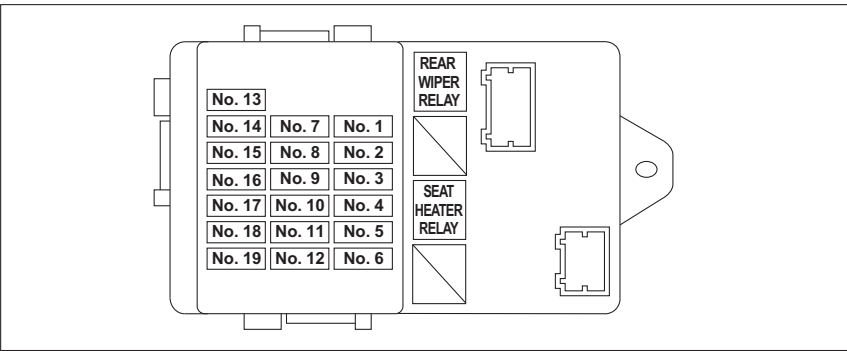 REAR
WIPER
RELAY
No. 13
No. 14 No. 7 No. 1
No. 15 No. 8 No. 2
No. 16 No. 9 No. 3
No. 17 No. 10 No. 4
No. 18 No. 11 No. 5
No. 19 No. 12 No. 6
SEAT
HEATER
RELAY